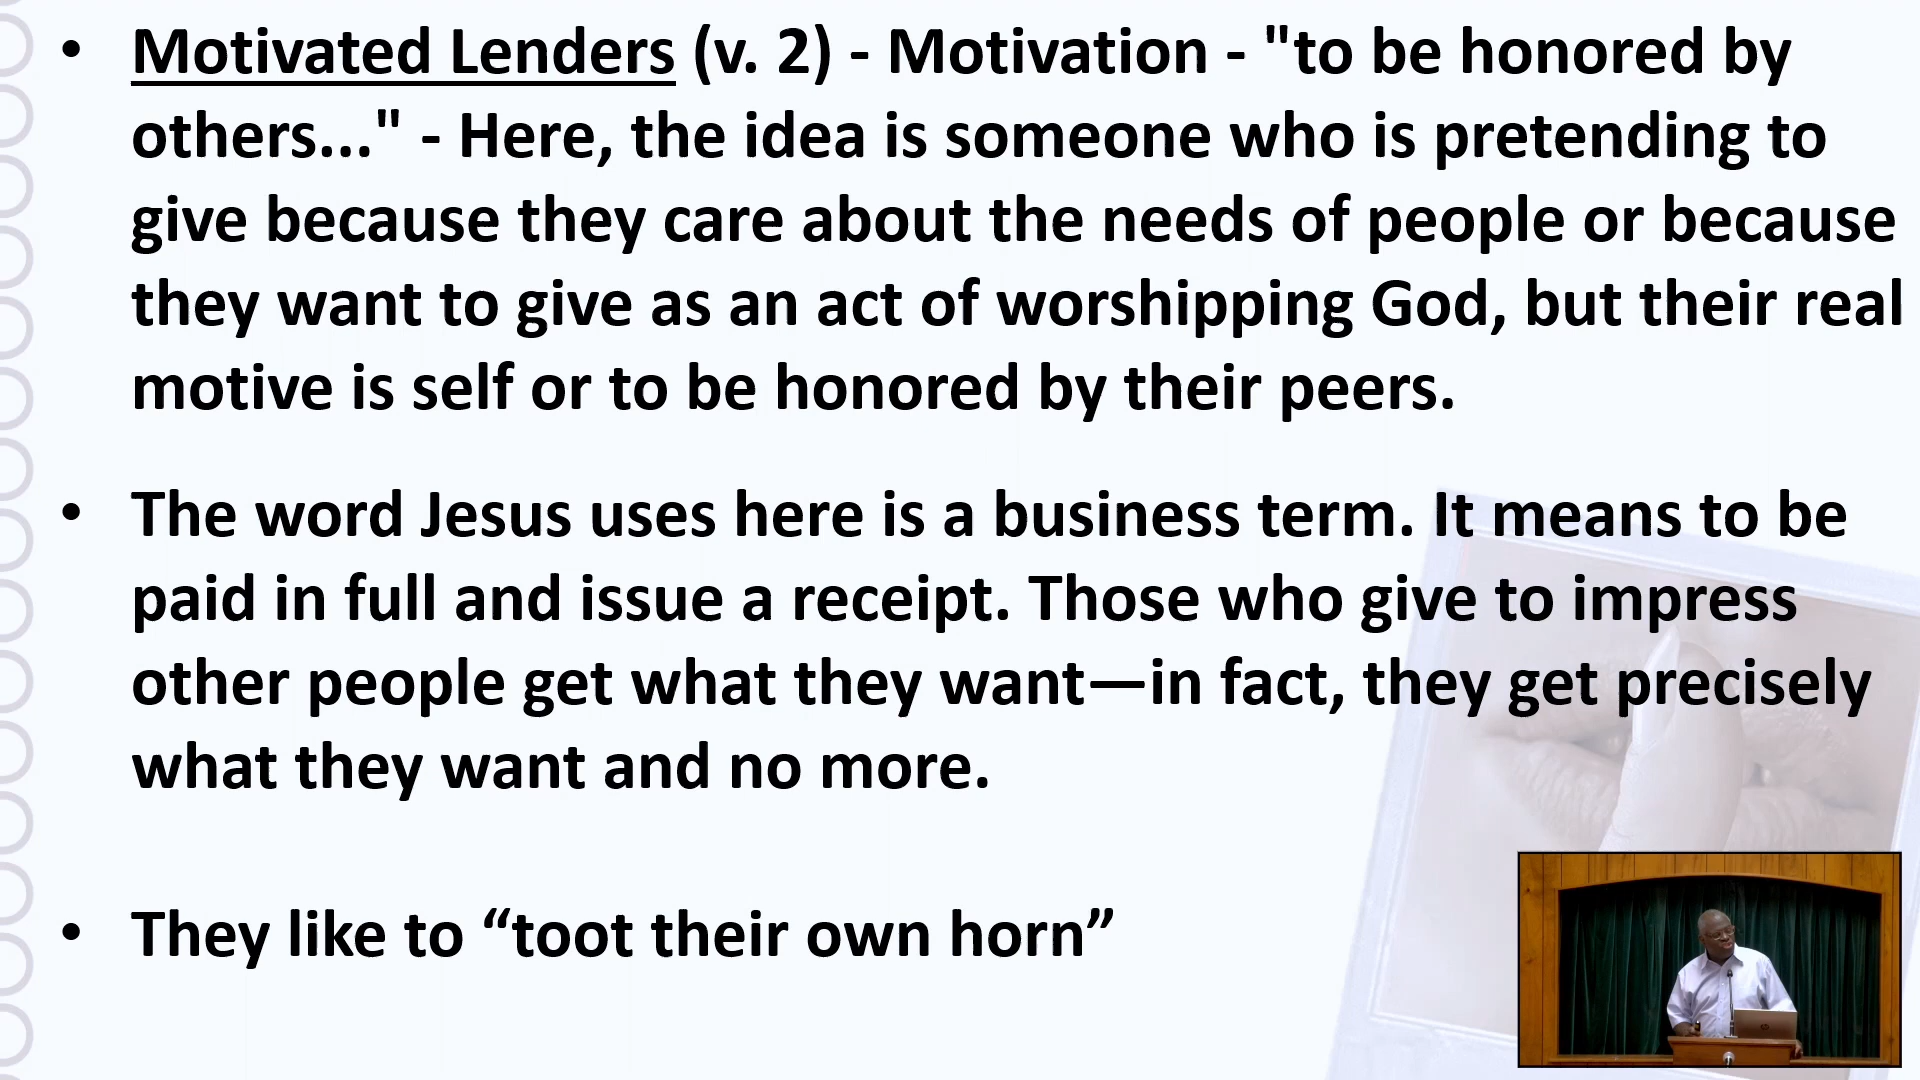 • Motivated Lenders (v. 2) - Motivation - "to be honored by
others..." - Here, the idea is someone who is pretending to
give because they care about the needs of people or because
they want to give as an act of worshipping God, but their real
motive is self or to be honored by their peers.
• The word Jesus uses here is a business term. It means to be
paid in full and issue a receipt. Those who give to impress
other people get what they want—in fact, they get precisely
what they want and no more.
• They like to “toot their own horn”